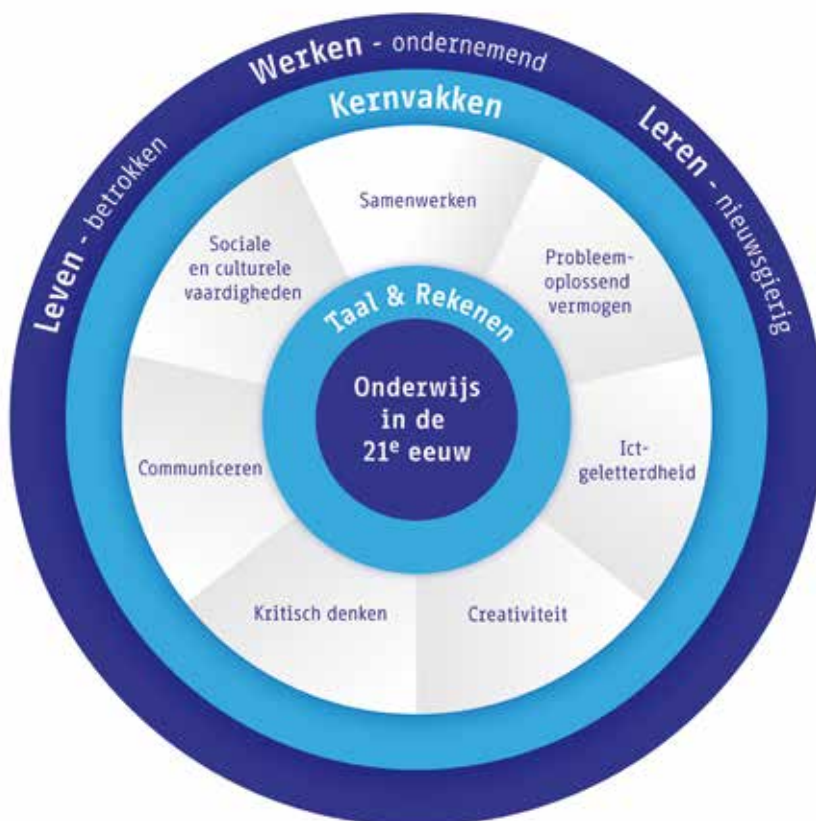 Werken - ondernemend
Leven - betrokken
Leren - nieuwsgierig
Kernvakken
Samenwerken
Sociale
en culturele
vaardigheden
Probleem-
oplossend
vermogen
Taal & Rekenen
Onderwijs
in de
21e eeuw
Communiceren
Ict-
geletterdheid
Kritisch denken
Creativiteit